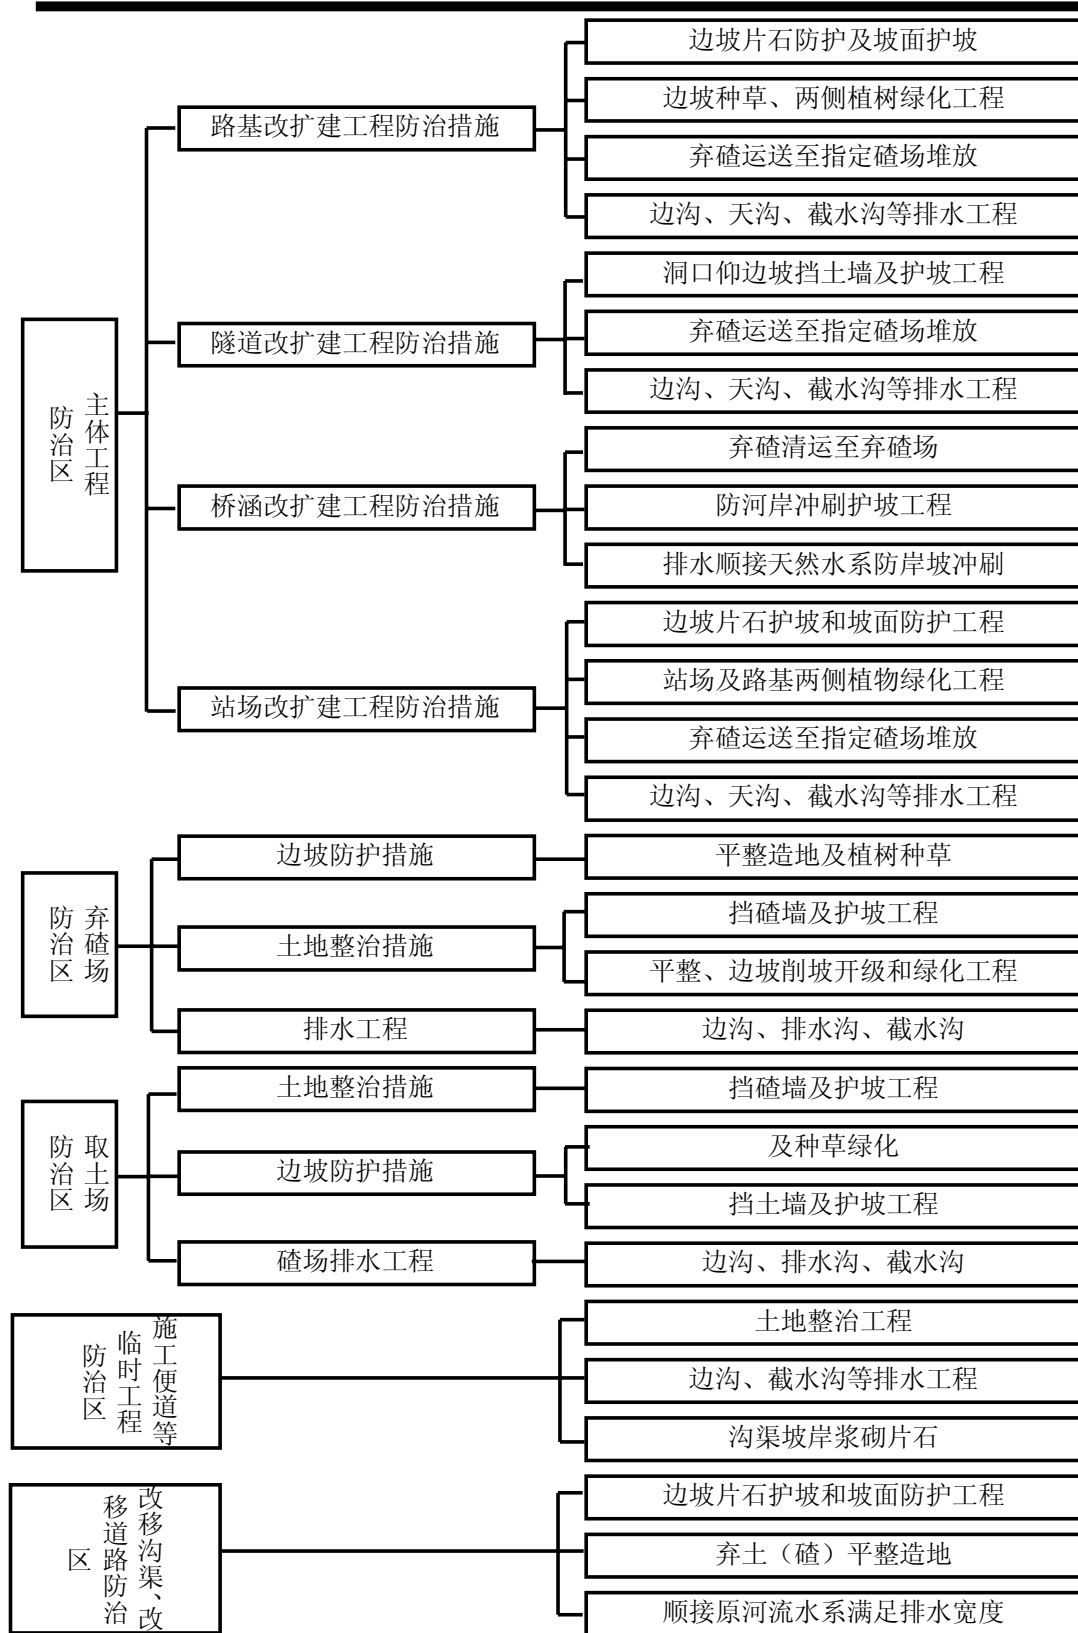 主体工程
防治区
路基改扩建工程防治措施
边坡片石防护及坡面护坡
边坡种草、两侧植树绿化工程
弃碴运送至指定碴场堆放
边沟、天沟、截水沟等排水工程
隧道改扩建工程防治措施
洞口仰边坡挡土墙及护坡工程
弃碴运送至指定碴场堆放
边沟、天沟、截水沟等排水工程
桥涵改扩建工程防治措施
弃碴清运至弃碴场
防河岸冲刷护坡工程
排水顺接天然水系防岸坡冲刷
站场改扩建工程防治措施
边坡片石护坡和坡面防护工程
站场及路基两侧植物绿化工程
弃碴运送至指定碴场堆放
边沟、天沟、截水沟等排水工程
弃碴场
防治区
边坡防护措施
平整造地及植树种草
土地整治措施
挡碴墙及护坡工程
平整、边坡削坡开级和绿化工程
排水工程
边沟、排水沟、截水沟
取土场
防治区
土地整治措施
挡碴墙及护坡工程
边坡防护措施
及种草绿化
挡土墙及护坡工程
碴场排水工程
边沟、排水沟、截水沟
施工便道等
临时工程
防治区
土地整治工程
边沟、截水沟等排水工程
沟渠坡岸浆砌片石
改移沟渠、改
移道路防治
区
边坡片石护坡和坡面防护工程
弃土（碴）平整造地
顺接原河流水系满足排水宽度